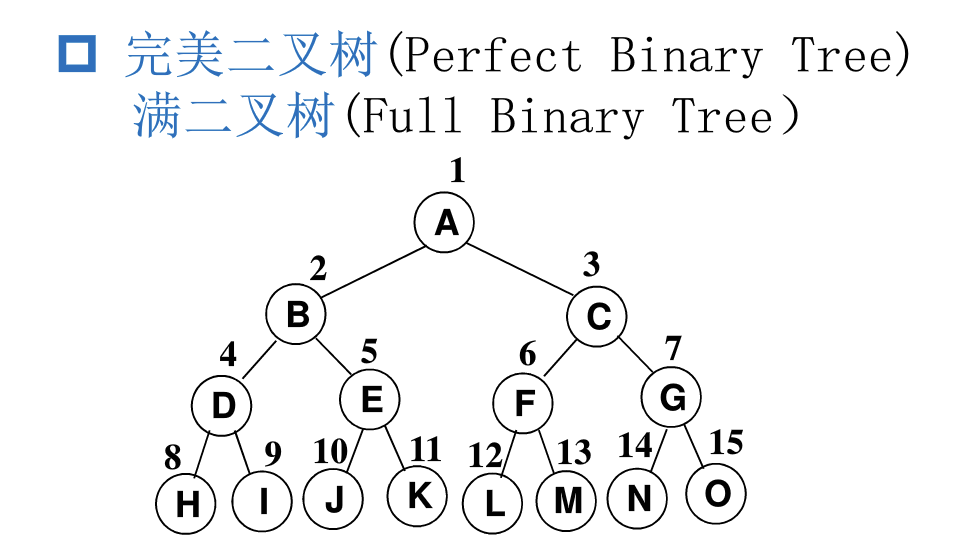 完美二叉树(Perfect Binary Tree)
满二叉树(Full Binary Tree）
1
A
2 3
B C
4 5 6 7
D E F G
8 9 10 11 12 13 14 15
H I J K L M N O